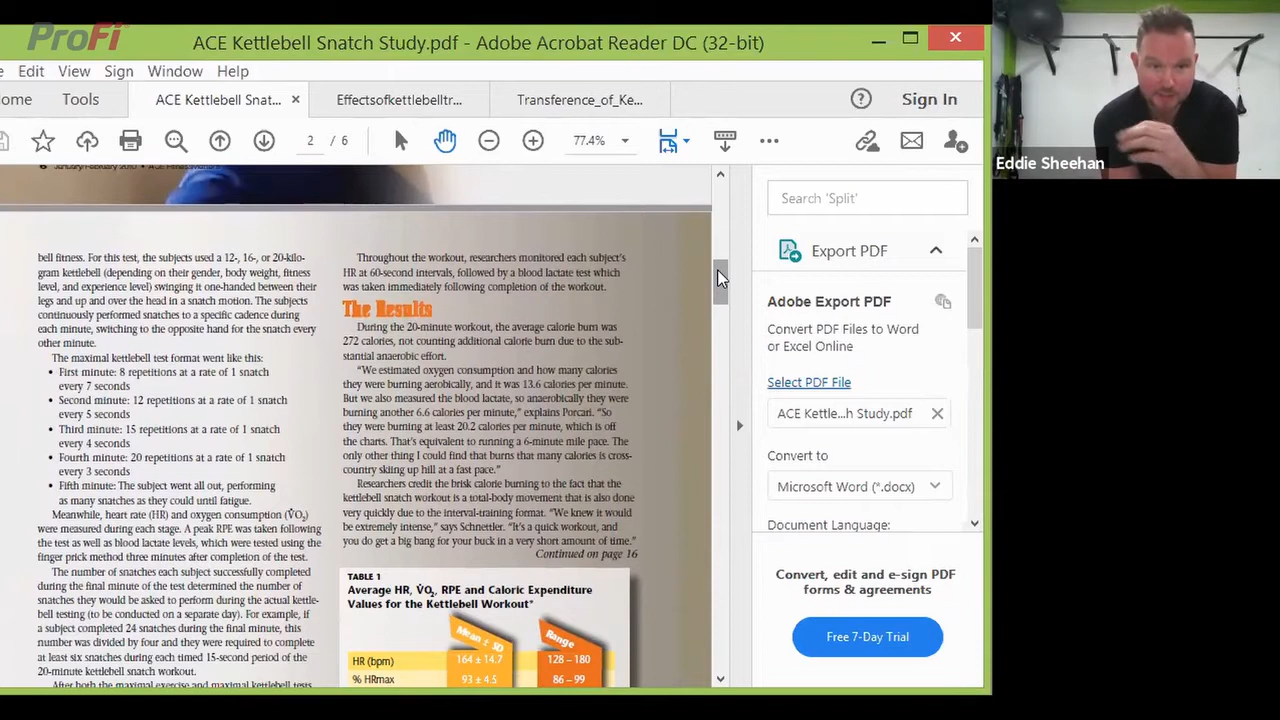 ProFi
ACE Kettlebell Snatch Study.pdf - Adobe Acrobat Reader DC (32-bit)
Edit View Sign Window Help
Tools ACE Kettlebell Snat... × Effectsofkettlebelltr... Transference_of_Ke... Sign In
2 / 6 77.4%
Eddie Sheehan
bell fitness. For this test, the subjects used a 12-, 16-, or 20-kilo-
gram kettlebell (depending on their gender, body weight, fitness
level, and experience level) swinging it one-handed between their
legs and up and over the head in a snatch motion. The subjects
continuously performed snatches to a specific cadence during
each minute, switching to the opposite hand for the snatch every
other minute.
The maximal kettlebell test format went like this:
• First minute: 8 repetitions at a rate of 1 snatch
every 7 seconds
• Second minute: 12 repetitions at a rate of 1 snatch
every 5 seconds
• Third minute: 15 repetitions at a rate of 1 snatch
every 4 seconds
• Fourth minute: 20 repetitions at a rate of 1 snatch
every 3 seconds
• Fifth minute: The subject went all out, performing
as many snatches as they could until fatigue.
Meanwhile, heart rate (HR) and oxygen consumption (V̇O₂)
were measured during each stage. A peak RPE was taken following
the test as well as blood lactate levels, which were tested using the
finger prick method three minutes after completion of the test.
The number of snatches each subject successfully completed
during the final minute of the test determined the number of
snatches they would be asked to perform during the actual kettle-
bell testing (to be conducted on a separate day). For example, if
a subject completed 24 snatches during the final minute, this
number was divided by four and they were required to complete
at least six snatches during each timed 15-second period of the
20-minute kettlebell snatch workout.
After both the maximal exercise and maximal kettlebell tests
Throughout the workout, researchers monitored each subject's
HR at 60-second intervals, followed by a blood lactate test which
was taken immediately following completion of the workout.
The Results
During the 20-minute workout, the average calorie burn was
272 calories, not counting additional calorie burn due to the sub-
stantial anaerobic effort.
"We estimated oxygen consumption and how many calories
they were burning aerobically, and it was 13.6 calories per minute.
But we also measured the blood lactate, so anaerobically they were
burning another 6.6 calories per minute," explains Porcari. "So
they were burning at least 20.2 calories per minute, which is off
the charts. That's equivalent to running a 6-minute mile pace. The
only other thing I could find that burns that many calories is cross-
country skiing up hill at a fast pace."
Researchers credit the brisk calorie burning to the fact that the
kettlebell snatch workout is a total-body movement that is also done
very quickly due to the interval-training format. "We knew it would
be extremely intense," says Schnettler. "It's a quick workout, and
you do get a big bang for your buck in a very short amount of time."
Continued on page 16
TABLE 1
Average HR, V̇O₂, RPE and Caloric Expenditure
Values for the Kettlebell Workout*
Mean ± SD Range
HR (bpm) 164 ± 14.7 128 – 180
% HRmax 93 ± 4.5 86 – 99
Search 'Split'
Export PDF
Adobe Export PDF
Convert PDF Files to Word
or Excel Online
Select PDF File
ACE Kettle...h Study.pdf
Convert to
Microsoft Word (*.docx)
Document Language:
Convert, edit and e-sign PDF
forms & agreements
Free 7-Day Trial